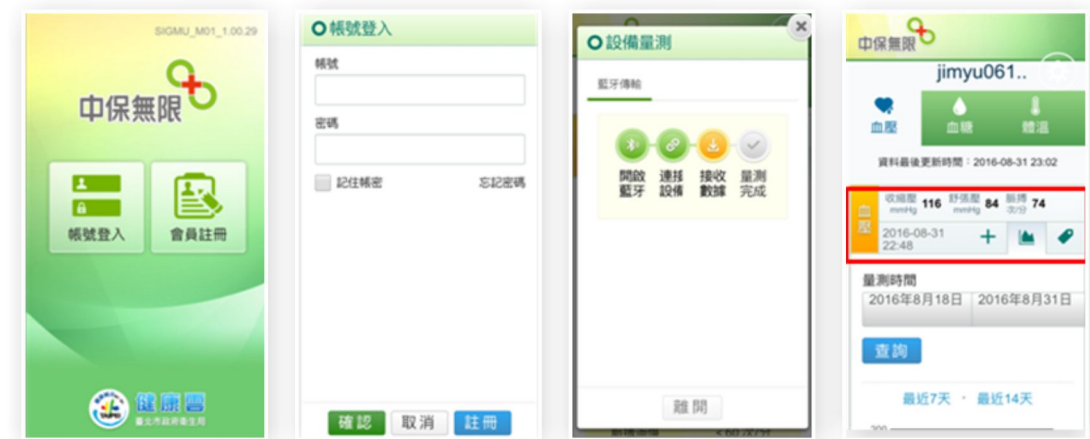 SIGMU_M01_1.00.29
中保無限
帳號登入
會員註冊
健康雲
臺北市政府衛生局
帳號登入
帳號
密碼
記住帳密
忘記密碼
確認
取消
註冊
設備量測
藍牙傳輸
開啟藍牙
連接設備
接收數據
量測完成
離開
中保無限
jimyu061..
血壓
血糖
體溫
資料最後更新時間：2016-08-31 23:02
血壓
收縮壓 mmHg 116 舒張壓 mmHg 84 脈搏 次/分 74
2016-08-31
22:48
量測時間
2016年8月18日 2016年8月31日
查詢
最近7天 · 最近14天
200